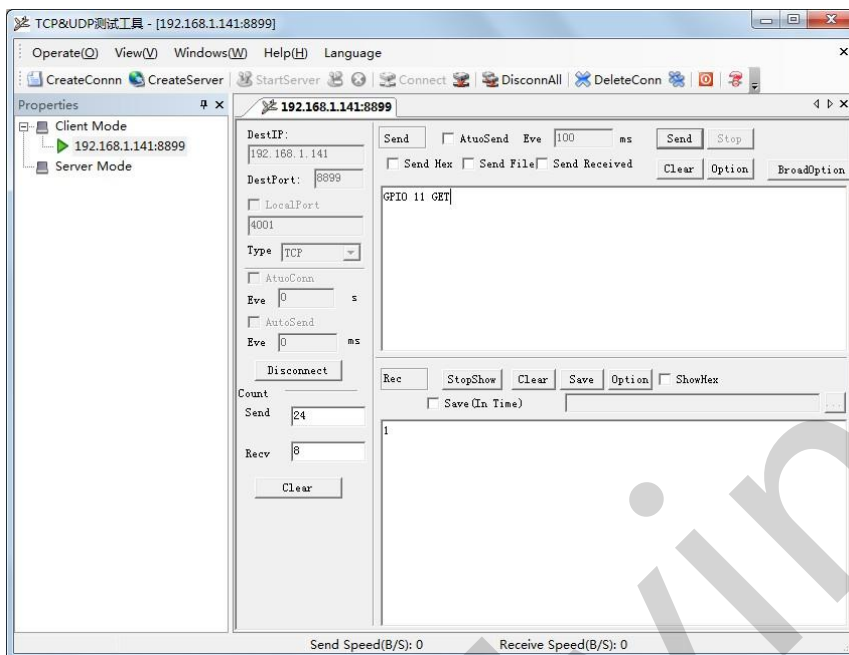 TCP&UDP测试工具 - [192.168.1.141:8899]
Operate(O) View(V) Windows(W) Help(H) Language
CreateConnn CreateServer StartServer Connect DisconnAll DeleteConn
Properties
Client Mode
192.168.1.141:8899
Server Mode
192.168.1.141:8899
DestIP:
192.168.1.141
DestPort: 8899
LocalPort
4001
Type TCP
AtuoConn
Eve 0 s
AutoSend
Eve 0 ms
Disconnect
Count
Send 24
Recv 8
Clear
Send AtuoSend Eve 100 ms Send Stop
Send Hex Send File Send Received Clear Option BroadOption
GPIO 11 GET
Rec StopShow Clear Save Option ShowHex
Save(In Time) ...
1
Send Speed(B/S): 0 Receive Speed(B/S): 0